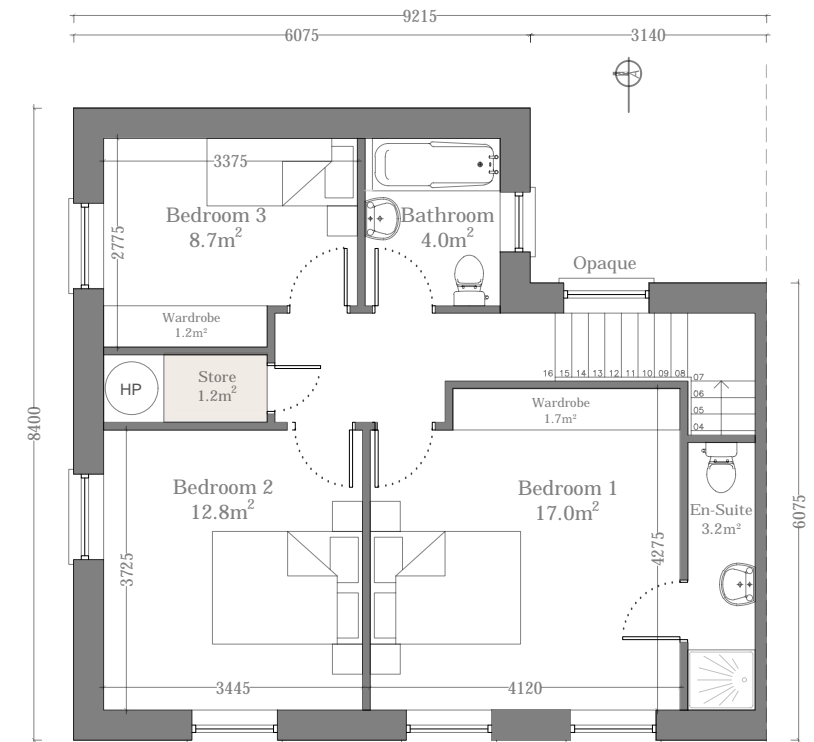 9215
6075
3140
A
3375
Bedroom 3
8.7m²
2775
Bathroom
4.0m²
Opaque
Wardrobe
1.2m²
HP
Store
1.2m²
16 15 14 13 12 11 10 09 08
07
06
05
04
Wardrobe
1.7m²
8400
Bedroom 2
12.8m²
Bedroom 1
17.0m²
En-Suite
3.2m²
6075
3725
4275
3445
4120